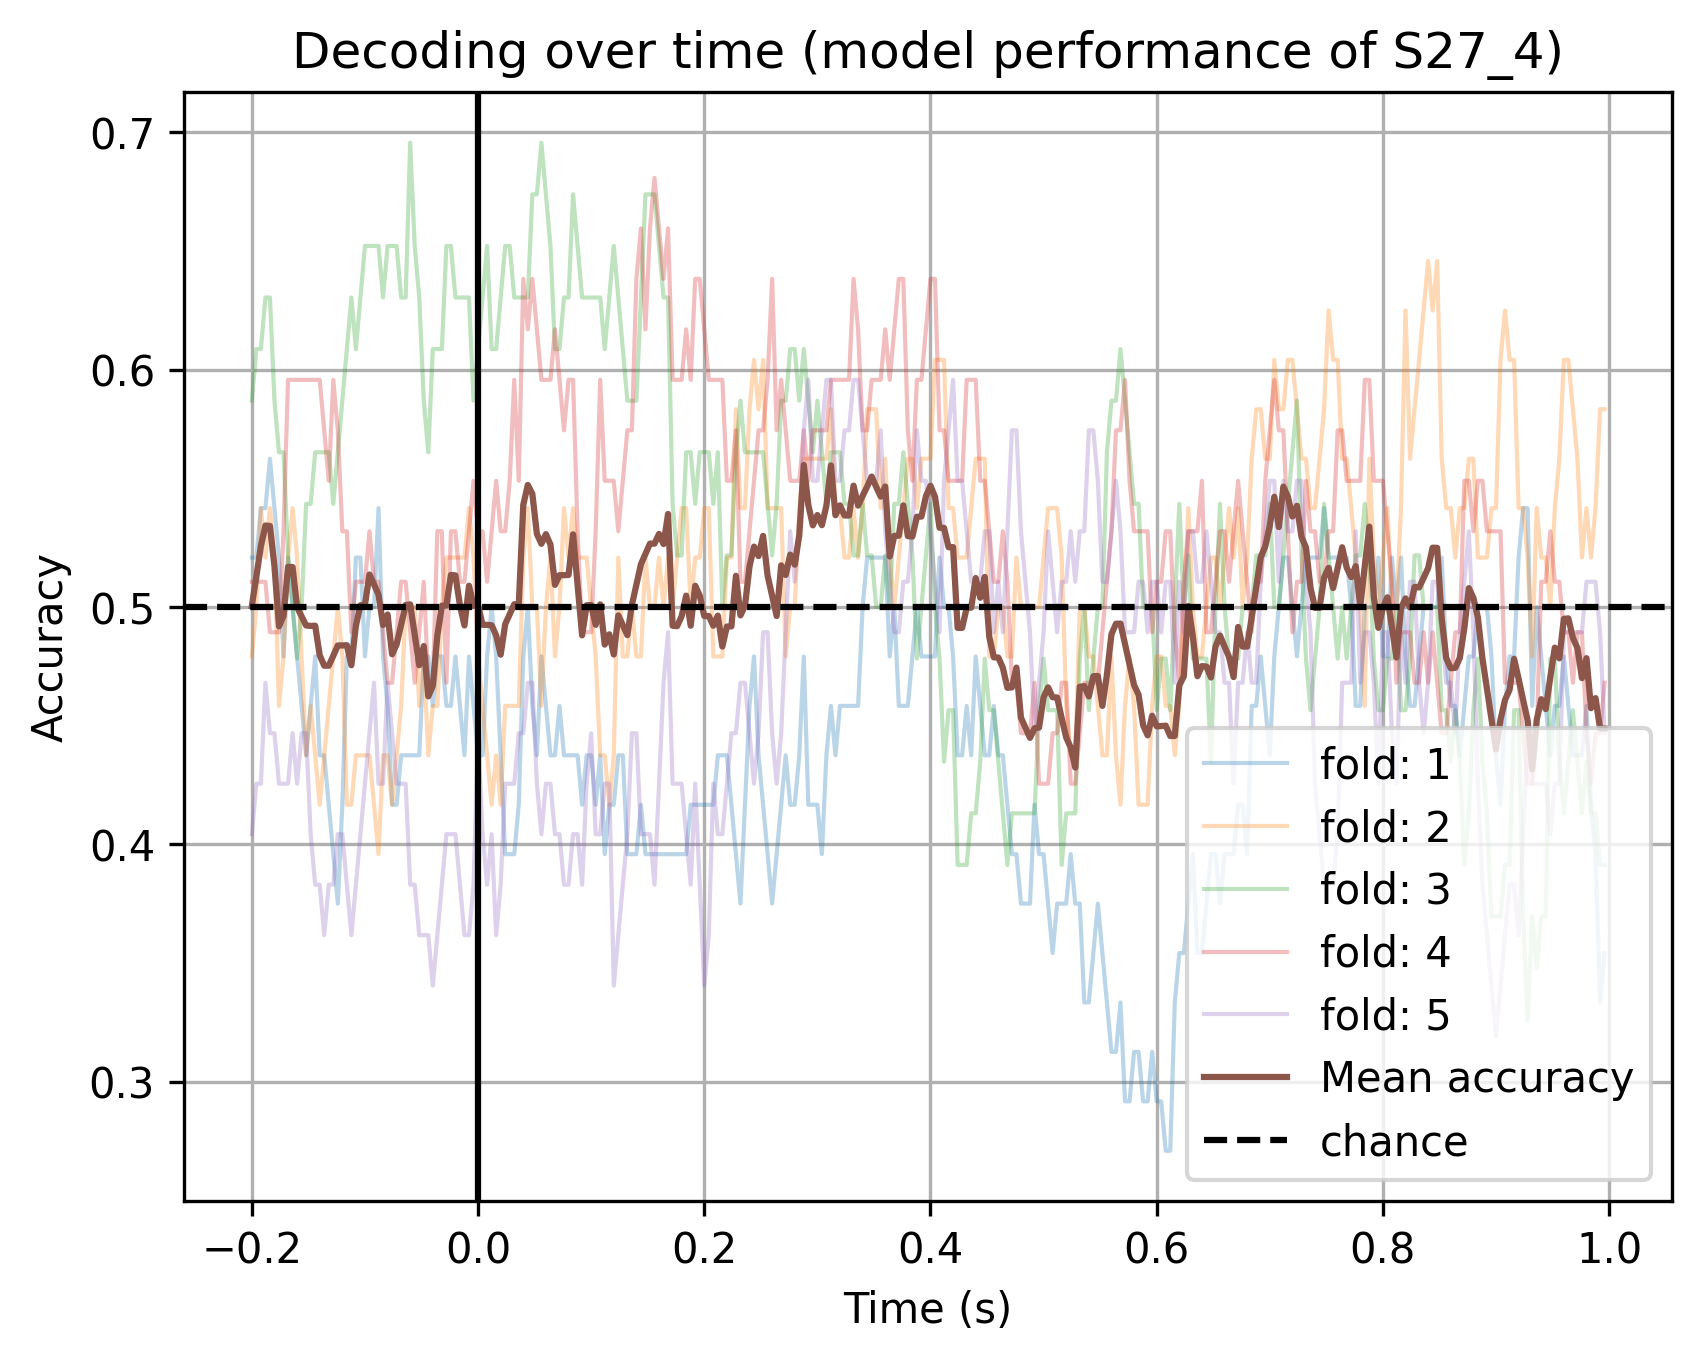 Decoding over time (model performance of S27_4)
Accuracy
0.7
0.6
0.5
0.4
0.3
−0.2
0.0
0.2
0.4
0.6
0.8
1.0
Time (s)
fold: 1
fold: 2
fold: 3
fold: 4
fold: 5
Mean accuracy
chance